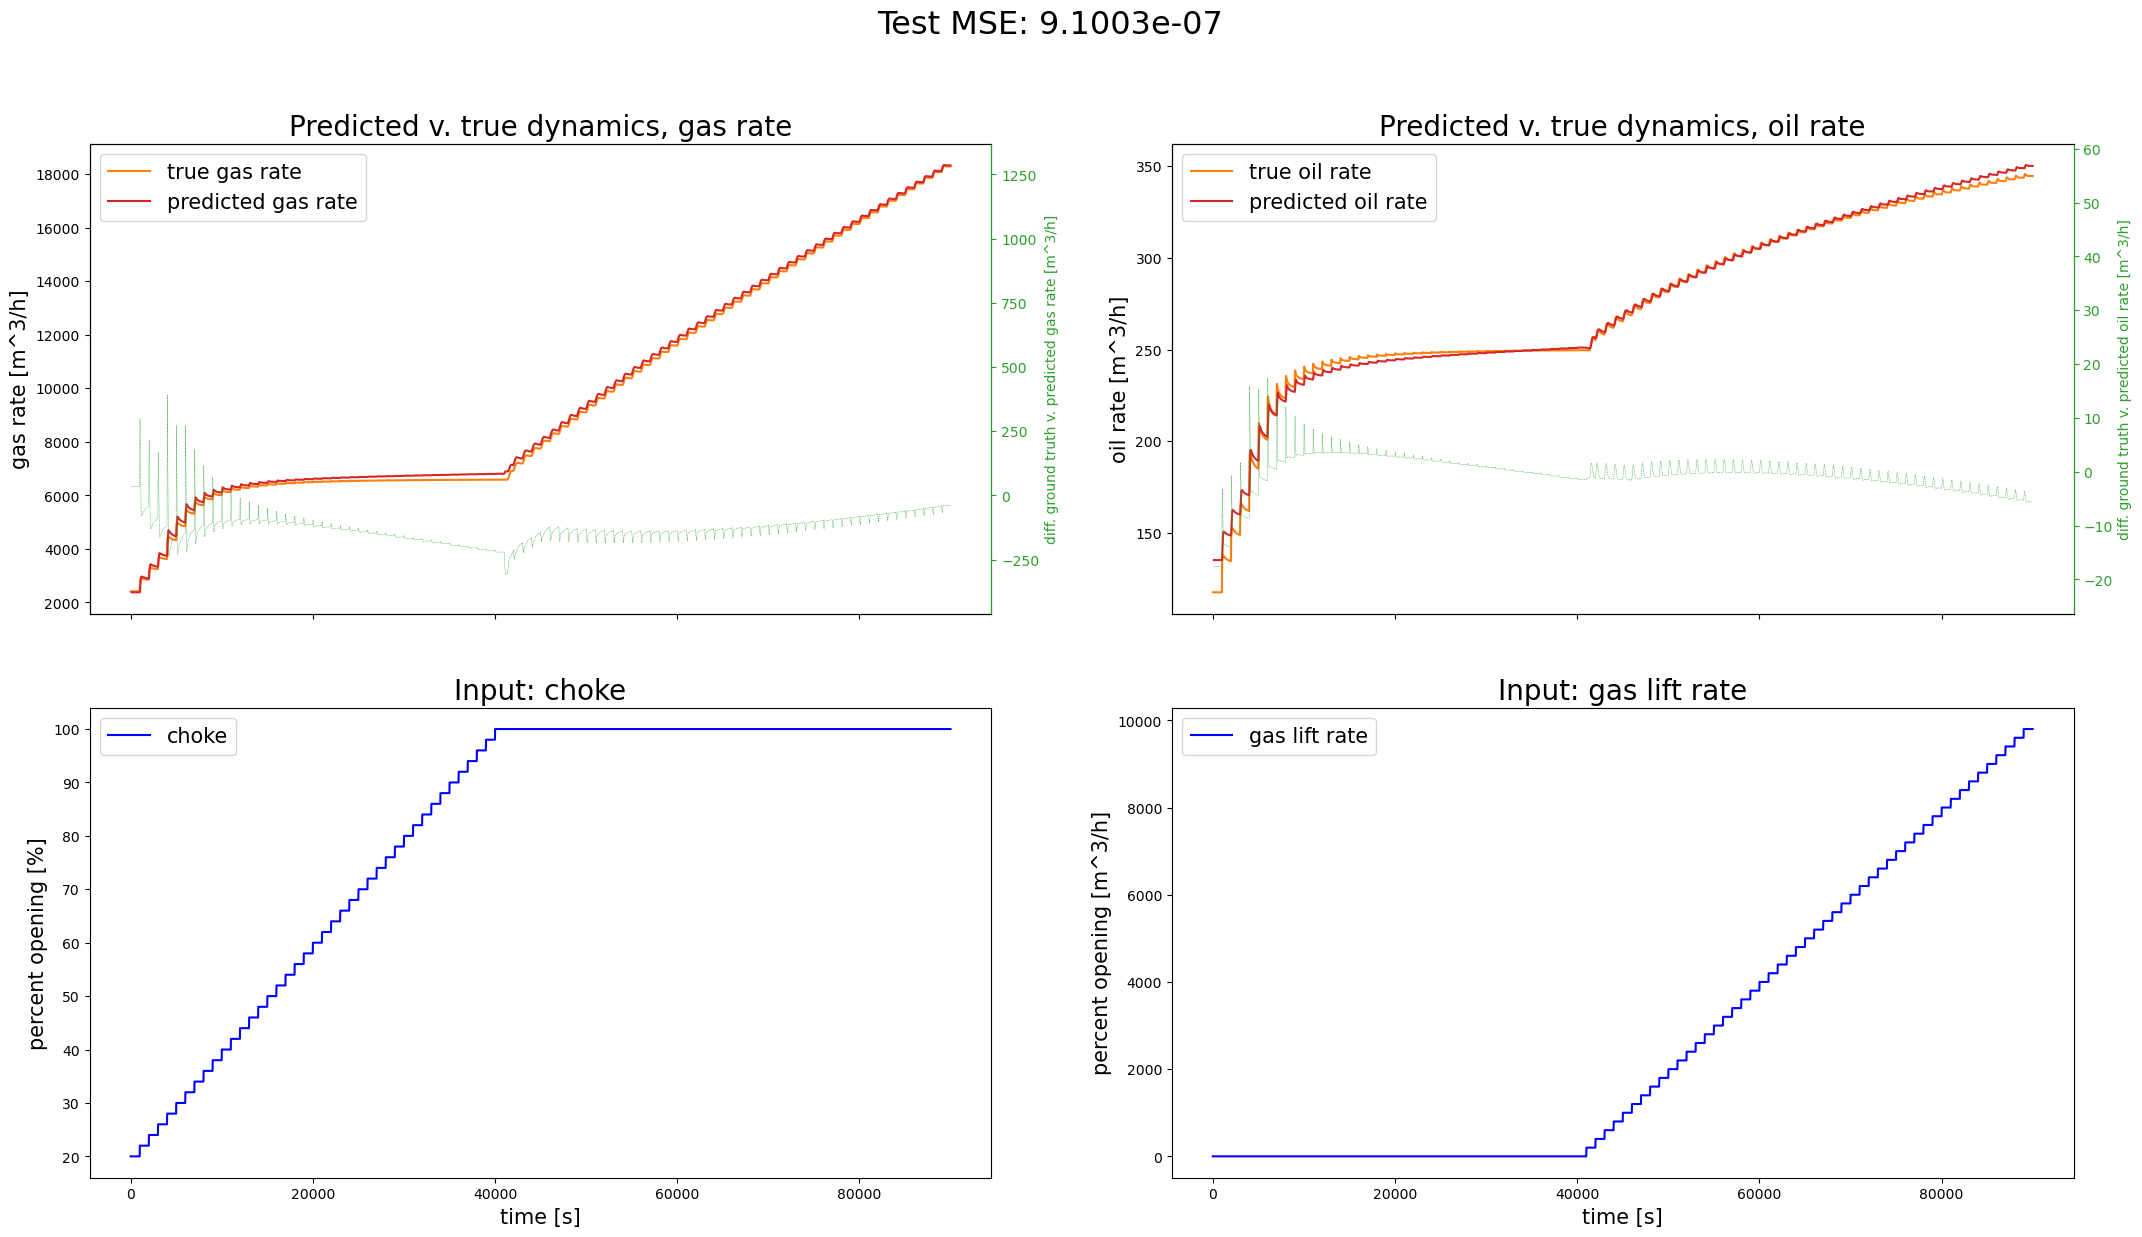 Test MSE: 9.1003e-07
Predicted v. true dynamics, gas rate
true gas rate
predicted gas rate
gas rate [m^3/h]
18000
16000
14000
12000
10000
8000
6000
4000
2000
1250
1000
750
500
250
0
−250
diff. ground truth v. predicted gas rate [m^3/h]
Predicted v. true dynamics, oil rate
true oil rate
predicted oil rate
oil rate [m^3/h]
350
300
250
200
150
60
50
40
30
20
10
0
−10
−20
diff. ground truth v. predicted oil rate [m^3/h]
Input: choke
choke
percent opening [%]
100
90
80
70
60
50
40
30
20
0 20000 40000 60000 80000
time [s]
Input: gas lift rate
gas lift rate
percent opening [m^3/h]
10000
8000
6000
4000
2000
0
0 20000 40000 60000 80000
time [s]